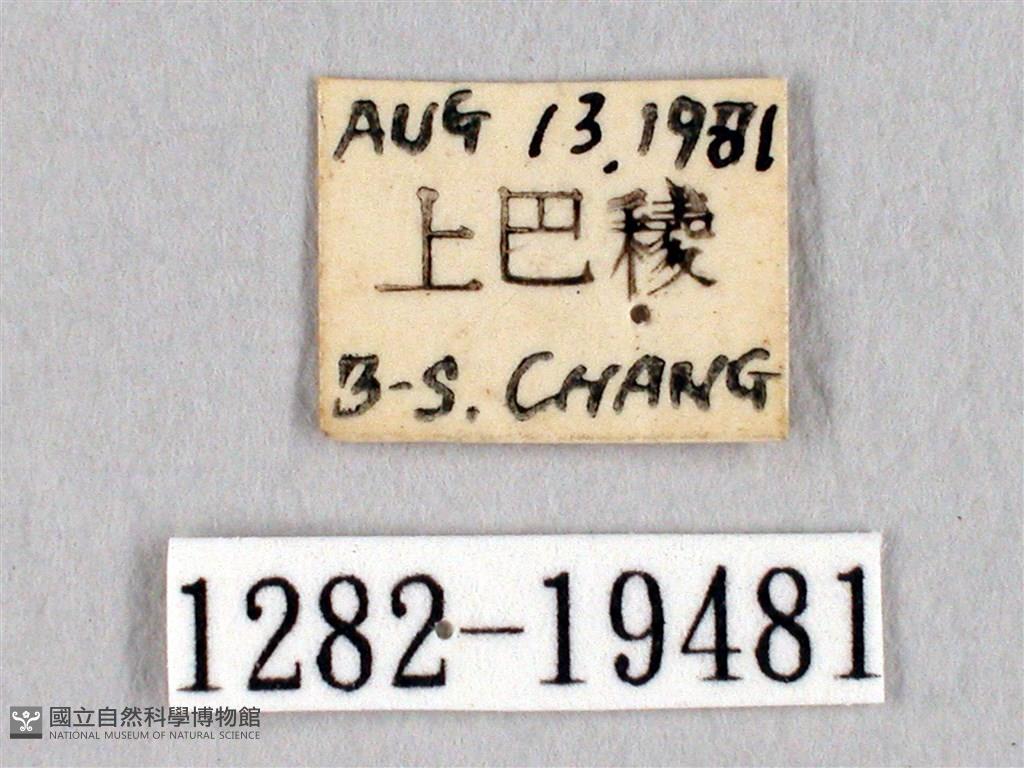 AUG 13, 1981
上巴稜
B-S. CHANG
1282-19481
國立自然科學博物館
NATIONAL MUSEUM OF NATURAL SCIENCE